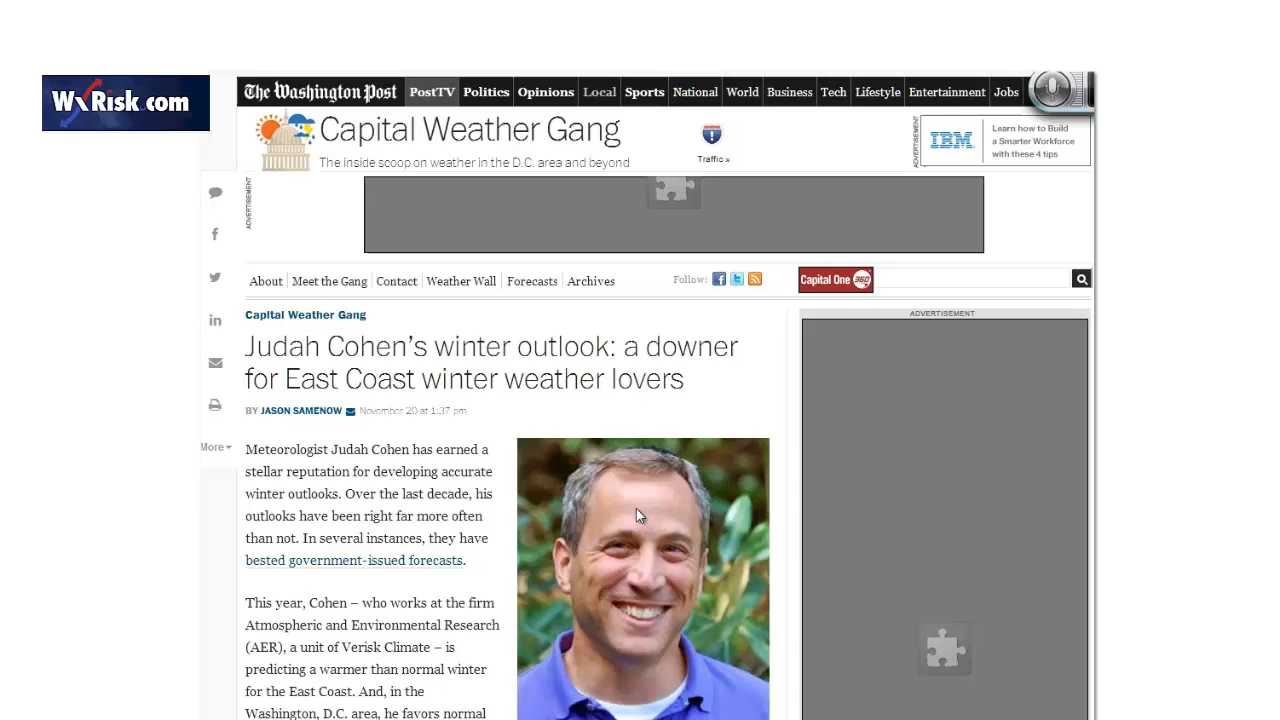 WxRisk.com
The Washington Post PostTV Politics Opinions Local Sports National World Business Tech Lifestyle Entertainment Jobs
Capital Weather Gang
The inside scoop on weather in the D.C. area and beyond
Traffic »
ADVERTISEMENT
IBM
Learn how to Build
a Smarter Workforce
with these 4 tips
ADVERTISEMENT
About Meet the Gang Contact Weather Wall Forecasts Archives
Follow:
Capital One 360
Capital Weather Gang
ADVERTISEMENT
Judah Cohen’s winter outlook: a downer
for East Coast winter weather lovers
BY JASON SAMENOW November 20 at 1:37 pm
More
Meteorologist Judah Cohen has earned a
stellar reputation for developing accurate
winter outlooks. Over the last decade, his
outlooks have been right far more often
than not. In several instances, they have
bested government-issued forecasts.
This year, Cohen – who works at the firm
Atmospheric and Environmental Research
(AER), a unit of Verisk Climate – is
predicting a warmer than normal winter
for the East Coast. And, in the
Washington, D.C. area, he favors normal